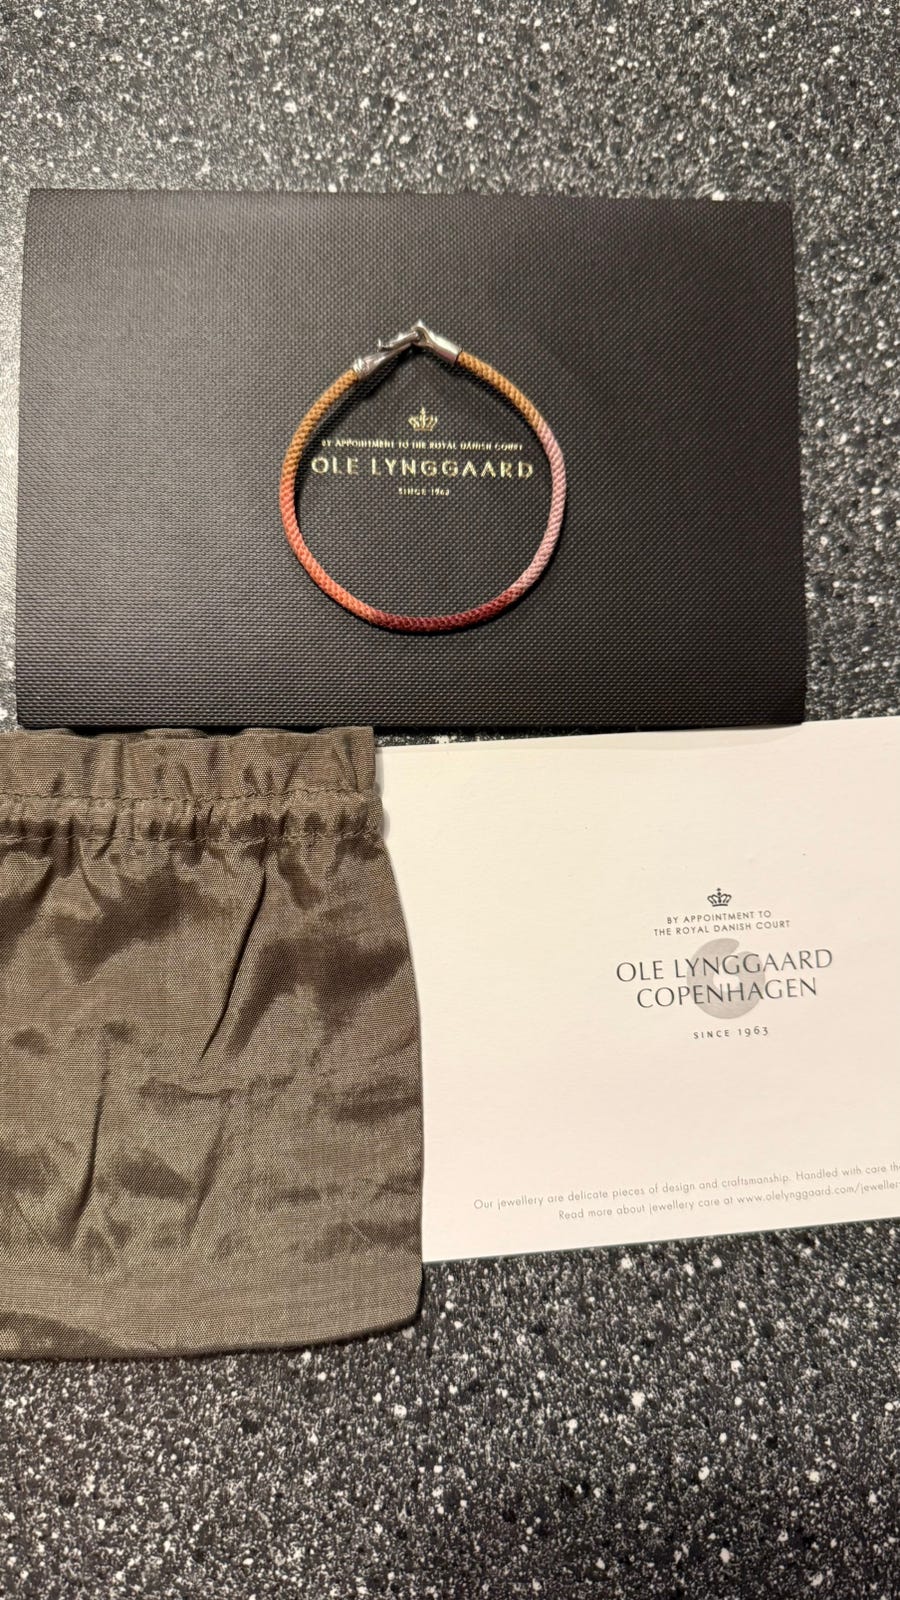 BY APPOINTMENT TO THE ROYAL DANISH COURT
OLE LYNGGAARD
SINCE 1963
BY APPOINTMENT TO
THE ROYAL DANISH COURT
OLE LYNGGAARD
COPENHAGEN
SINCE 1963
Our jewellery are delicate pieces of design and craftsmanship. Handled with care
Read more about jewellery care at www.olelynggaard.com/jeweller